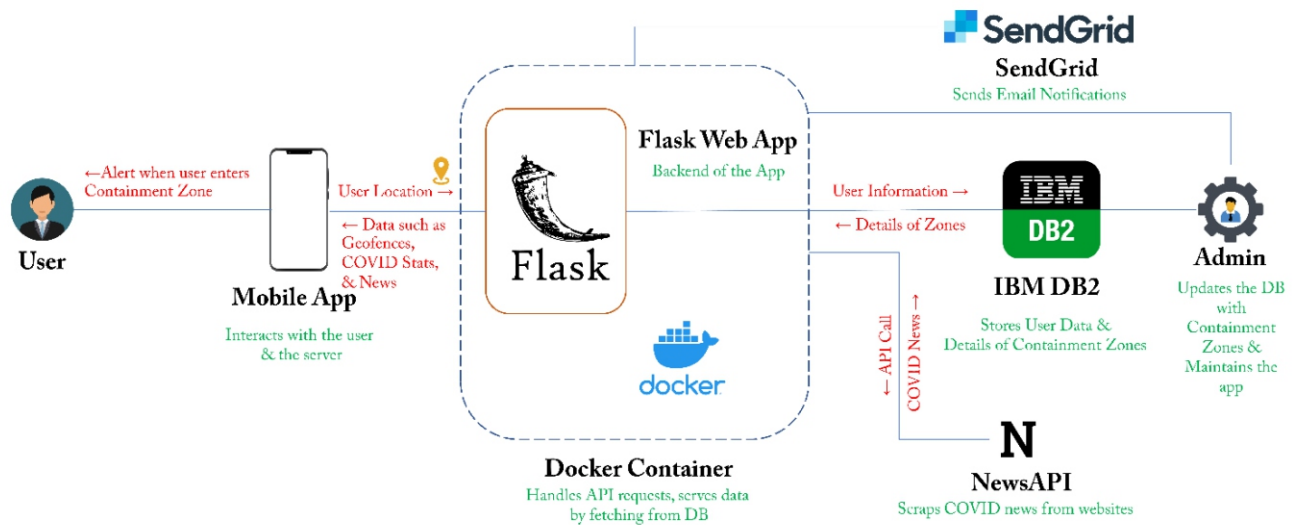 SendGrid
SendGrid
Sends Email Notifications
Flask Web App
Backend of the App
←Alert when user enters
Containment Zone
User Location →
← Data such as
Geofences,
COVID Stats,
& News
User Information →
← Details of Zones
IBM
DB2
User
Flask
Mobile App
Interacts with the user
& the server
IBM DB2
Stores User Data &
Details of Containment Zones
Admin
Updates the DB
with
Containment
Zones &
Maintains the
app
docker
← API Call
COVID News →
Docker Container
Handles API requests, serves data
by fetching from DB
N
NewsAPI
Scraps COVID news from websites